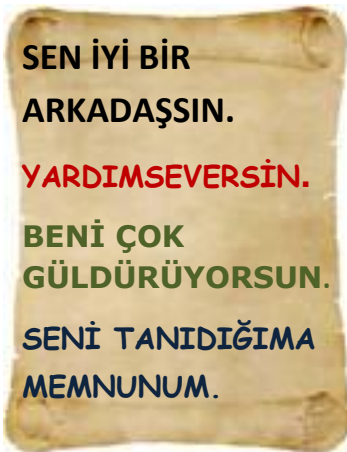 SEN İYİ BİR
ARKADAŞSIN.
YARDIMSEVERSİN.
BENİ ÇOK
GÜLDÜRÜYORSUN.
SENİ TANIDIĞIMA
MEMNUNUM.